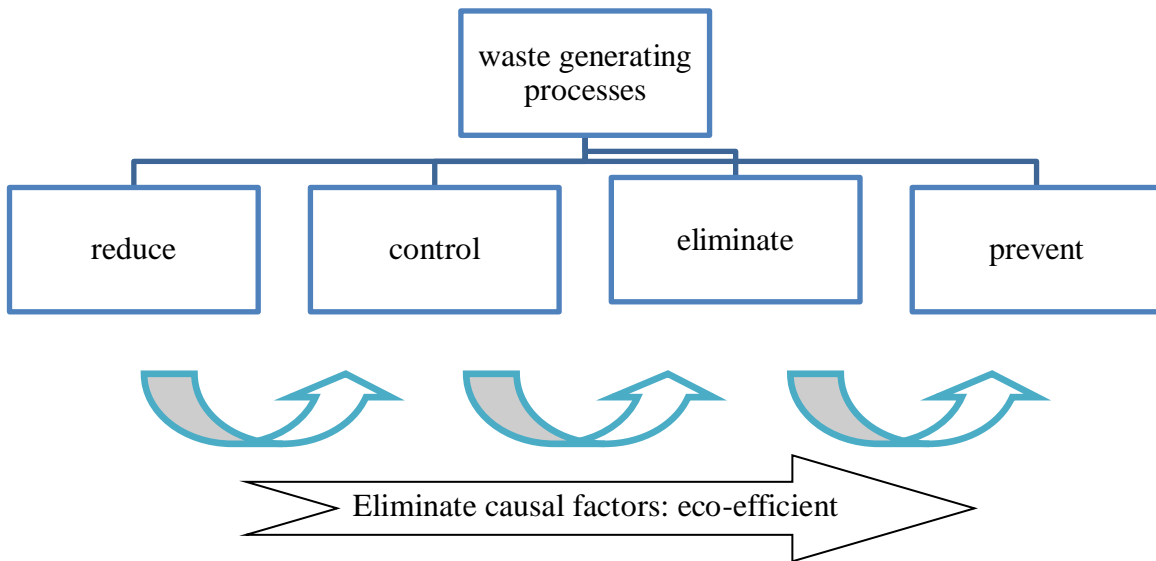 waste generating
processes
reduce
control
eliminate
prevent
Eliminate causal factors: eco-efficient